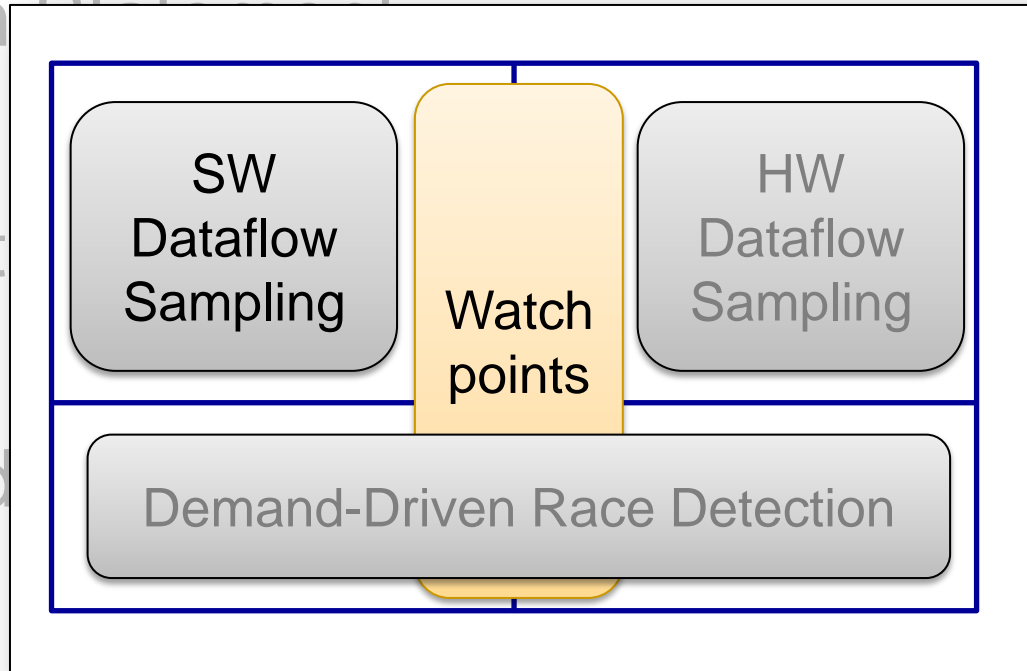 SW
Dataflow
Sampling
Watch
points
HW
Dataflow
Sampling
Demand-Driven Race Detection